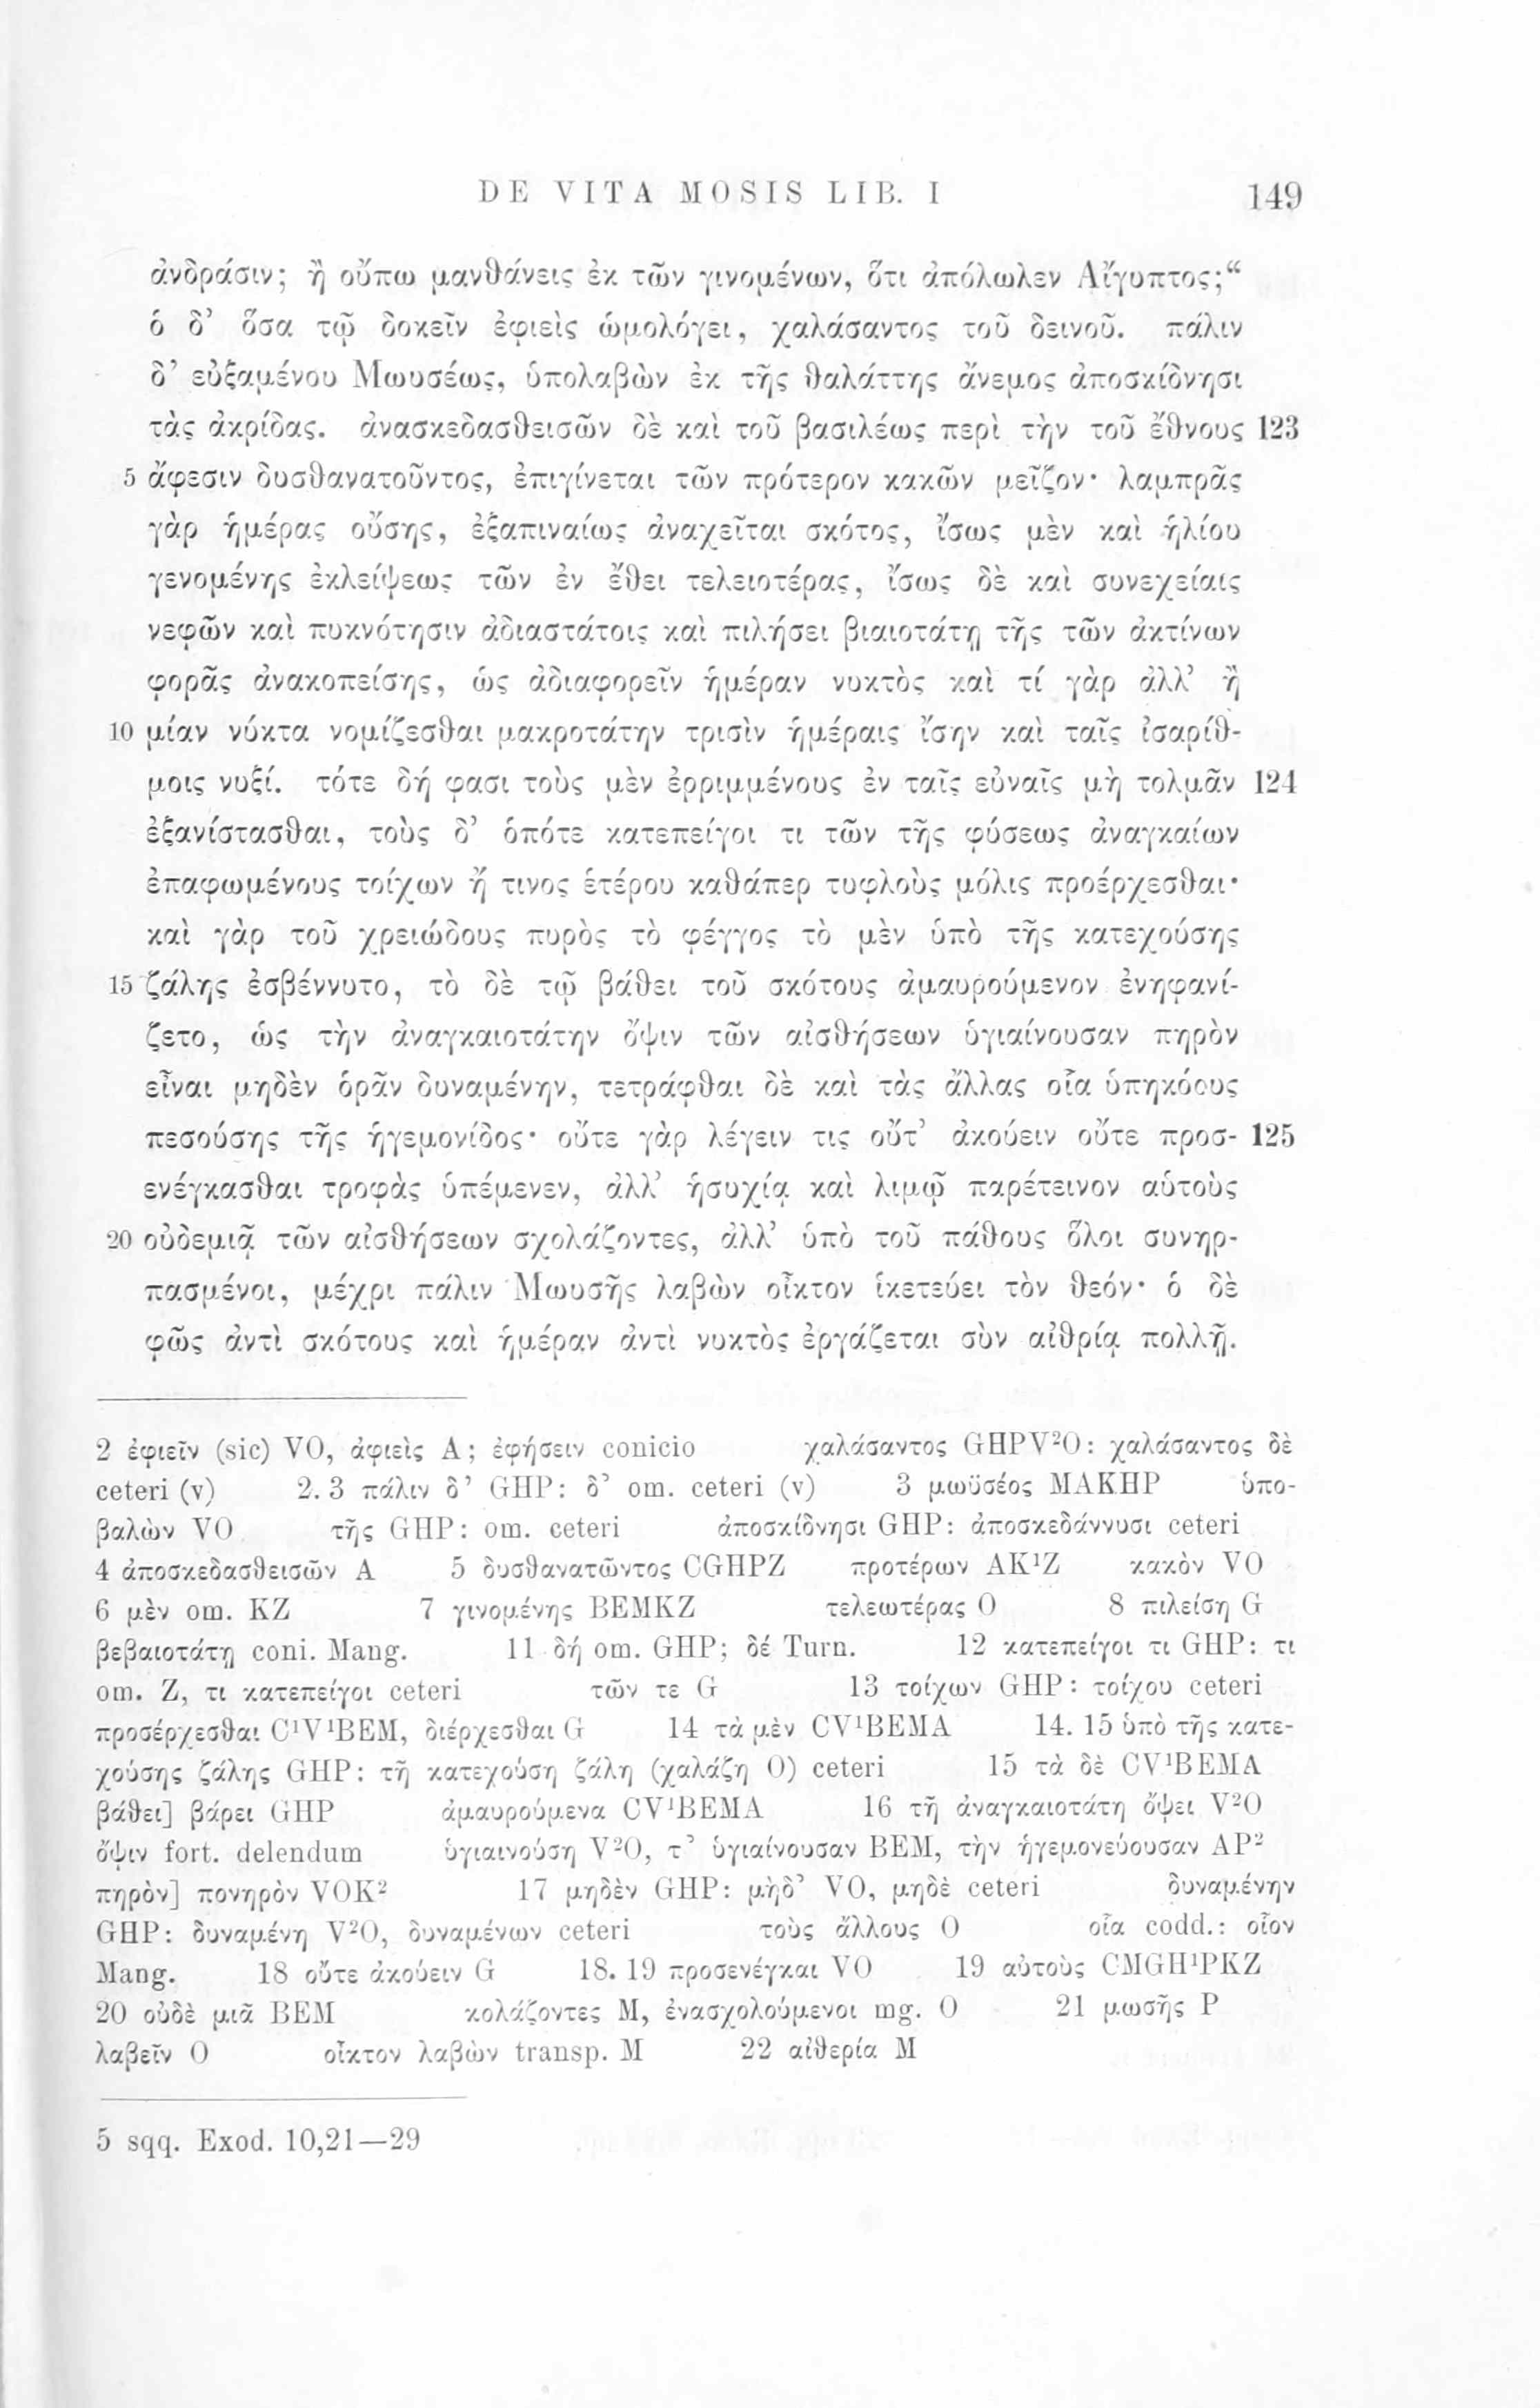 DE VITA MOSIS LIB. I 149
ἀνδράσιν; ἢ οὔπω μανθάνεις ἐκ τῶν γινομένων, ὅτι ἀπόλωλεν Αἴγυπτος;“
ὁ δ’ ὅσα τῷ δοκεῖν ἐφιεὶς ὡμολόγει, χαλάσαντος τοῦ δεινοῦ. πάλιν
δ’ εὐξαμένου Μωυσέως, ὑπολαβὼν ἐκ τῆς θαλάττης ἄνεμος ἀποσκίδνησι
τὰς ἀκρίδας. ἀνασκεδασθεισῶν δὲ καὶ τοῦ βασιλέως περὶ τὴν τοῦ ἔθνους 123
5 ἄφεσιν δυσθανατοῦντος, ἐπιγίνεται τῶν πρότερον κακῶν μεῖζον· λαμπρᾶς
γὰρ ἡμέρας οὔσης, ἐξαπιναίως ἀναχεῖται σκότος, ἴσως μὲν καὶ ἡλίου
γενομένης ἐκλείψεως τῶν ἐν ἔθει τελειοτέρας, ἴσως δὲ καὶ συνεχείαις
νεφῶν καὶ πυκνότησιν ἀδιαστάτοις καὶ πιλήσει βιαιοτάτῃ τῆς τῶν ἀκτίνων
φορᾶς ἀνακοπείσης, ὡς ἀδιαφορεῖν ἡμέραν νυκτὸς καὶ τί γὰρ ἀλλ’ ἢ
10 μίαν νύκτα νομίζεσθαι μακροτάτην τρισὶν ἡμέραις ἴσην καὶ ταῖς ἰσαρίθ-
μοις νυξί. τότε δή φασι τοὺς μὲν ἐρριμμένους ἐν ταῖς εὐναῖς μὴ τολμᾶν 124
ἐξανίστασθαι, τοὺς δ’ ὁπότε κατεπείγοι τι τῶν τῆς φύσεως ἀναγκαίων
ἐπαφωμένους τοίχων ἤ τινος ἑτέρου καθάπερ τυφλοὺς μόλις προέρχεσθαι·
καὶ γὰρ τοῦ χρειώδους πυρὸς τὸ φέγγος τὸ μὲν ὑπὸ τῆς κατεχούσης
15 ζάλης ἐσβέννυτο, τὸ δὲ τῷ βάθει τοῦ σκότους ἀμαυρούμενον ἐνηφανί-
ζετο, ὡς τὴν ἀναγκαιοτάτην ὄψιν τῶν αἰσθήσεων ὑγιαίνουσαν πηρὸν
εἶναι μηδὲν ὁρᾶν δυναμένην, τετράφθαι δὲ καὶ τὰς ἄλλας οἷα ὑπηκόους
πεσούσης τῆς ἡγεμονίδος· οὔτε γὰρ λέγειν τις οὔτ’ ἀκούειν οὔτε προσ- 125
ενέγκασθαι τροφὰς ὑπέμενεν, ἀλλ’ ἡσυχίᾳ καὶ λιμῷ παρέτεινον αὑτοὺς
20 οὐδεμιᾷ τῶν αἰσθήσεων σχολάζοντες, ἀλλ’ ὑπὸ τοῦ πάθους ὅλοι συνηρ-
πασμένοι, μέχρι πάλιν Μωυσῆς λαβὼν οἶκτον ἱκετεύει τὸν θεόν· ὁ δὲ
φῶς ἀντὶ σκότους καὶ ἡμέραν ἀντὶ νυκτὸς ἐργάζεται σὺν αἰθρίᾳ πολλῇ.
2 ἐφιεῖν (sic) VO, ἀφιεὶς A; ἐφήσειν conicio χαλάσαντος GHPV²O: χαλάσαντος δὲ
ceteri (v) 2. 3 πάλιν δ’ GHP: δ’ om. ceteri (v) 3 μωϋσέος MAKHP ὑπο-
βαλὼν VO τῆς GHP: om. ceteri ἀποσκίδνησι GHP: ἀποσκεδάννυσι ceteri
4 ἀποσκεδασθεισῶν A 5 δυσθανατῶντος CGHPZ προτέρων AK¹Z κακὸν VO
6 μὲν om. KZ 7 γινομένης BEMKZ τελεωτέρας O 8 πιλείση G
βεβαιοτάτῃ coni. Mang. 11 δή om. GHP; δέ Turn. 12 κατεπείγοι τι GHP: τι
om. Z, τι κατεπείγοι ceteri τῶν τε G 13 τοίχων GHP: τοίχου ceteri
προσέρχεσθαι C¹V¹BEM, διέρχεσθαι G 14 τὰ μὲν CV¹BEMA 14. 15 ὑπὸ τῆς κατε-
χούσης ζάλης GHP: τῆ κατεχούση ζάλη (χαλάζη O) ceteri 15 τὰ δὲ CV¹BEMA
βάθει] βάρει GHP ἀμαυρούμενα CV¹BEMA 16 τῆ ἀναγκαιοτάτη ὄψει V²O
ὄψιν fort. delendum ὑγιαινούση V²O, τ’ ὑγιαίνουσαν BEM, τὴν ἡγεμονεύουσαν AP²
πηρὸν] πονηρὸν VOK² 17 μηδὲν GHP: μὴδ’ VO, μηδὲ ceteri δυναμένην
GHP: δυναμένη V²O, δυναμένων ceteri τοὺς ἄλλους O οἷα codd.: οἷον
Mang. 18 οὔτε ἀκούειν G 18. 19 προσενέγκαι VO 19 αὐτοὺς CMGH¹PKZ
20 οὐδὲ μιᾶ BEM κολάζοντες M, ἐνασχολούμενοι mg. O 21 μωσῆς P
λαβεῖν O οἶκτον λαβὼν transp. M 22 αἰθερία M
5 sqq. Exod. 10,21—29